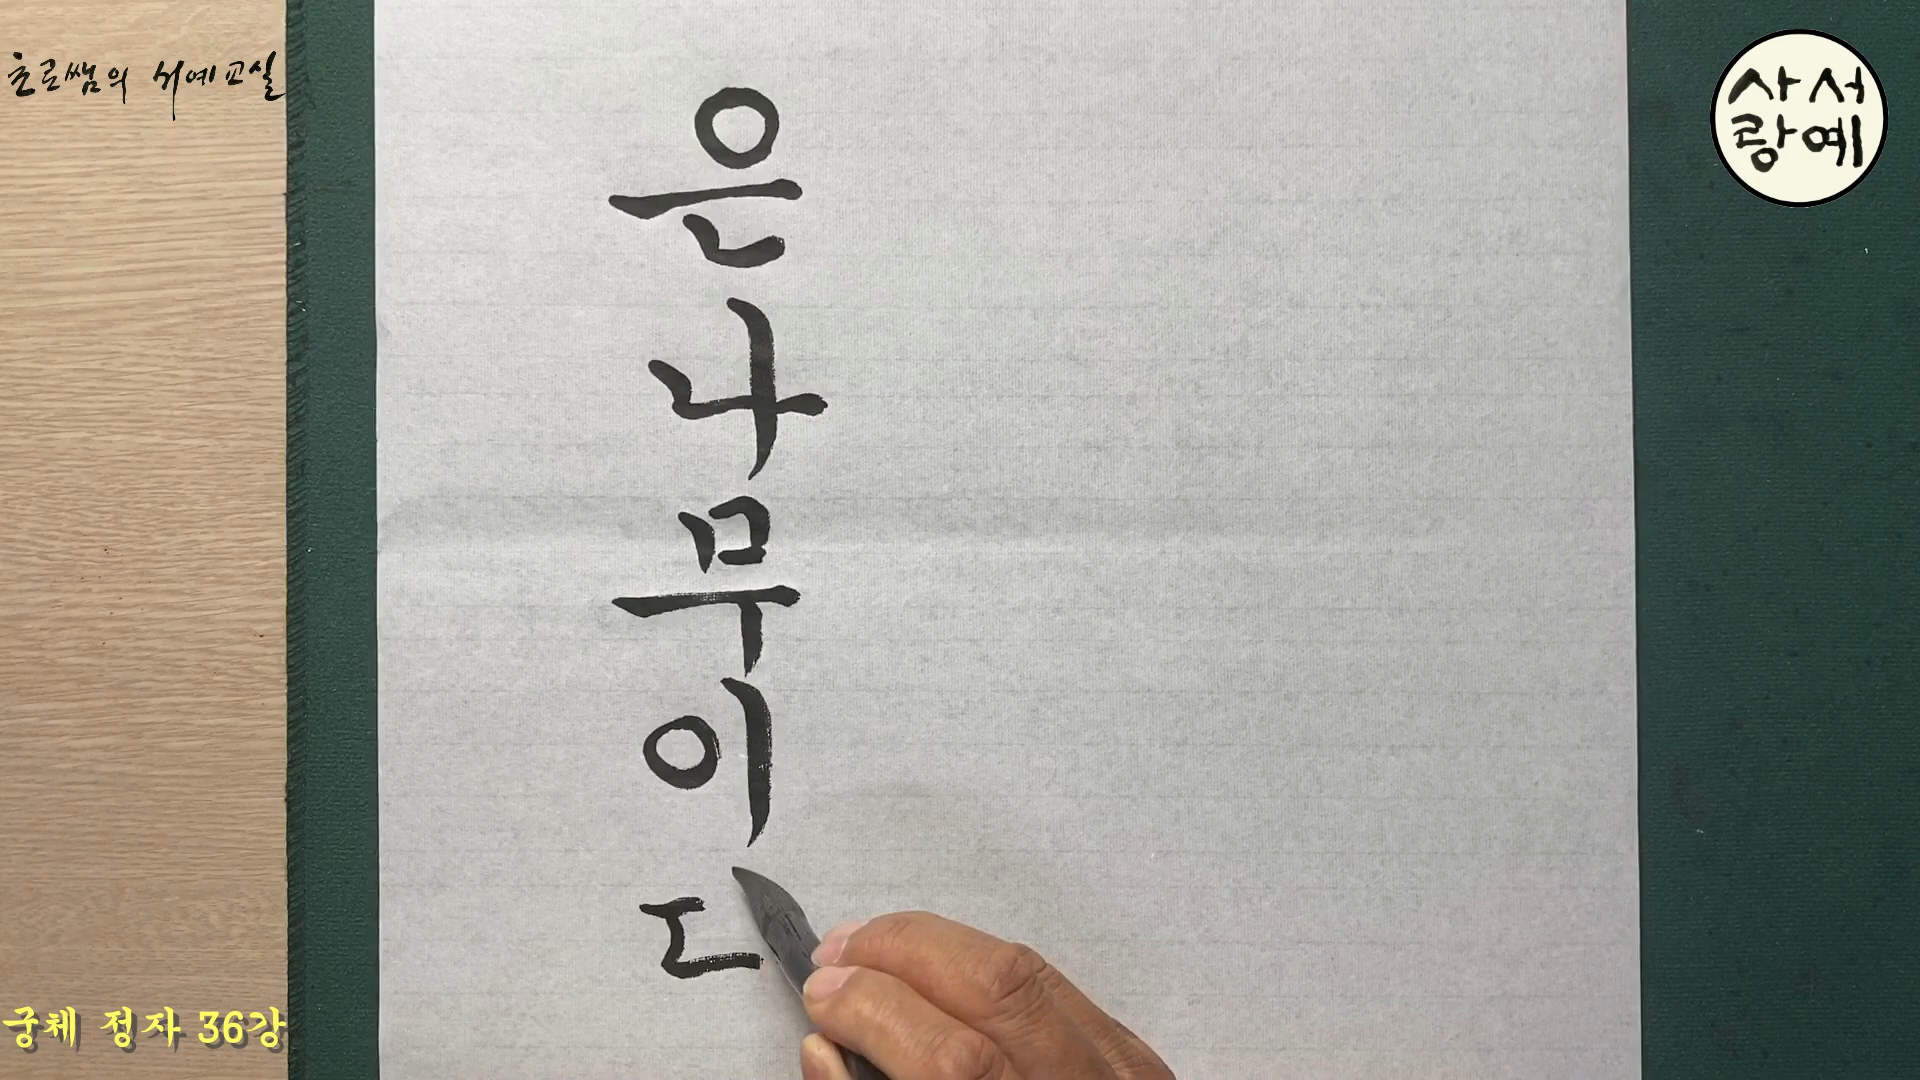 초로쌤의 서예교실
서예
사랑
은나무이ㄷ
궁체 정자 36강